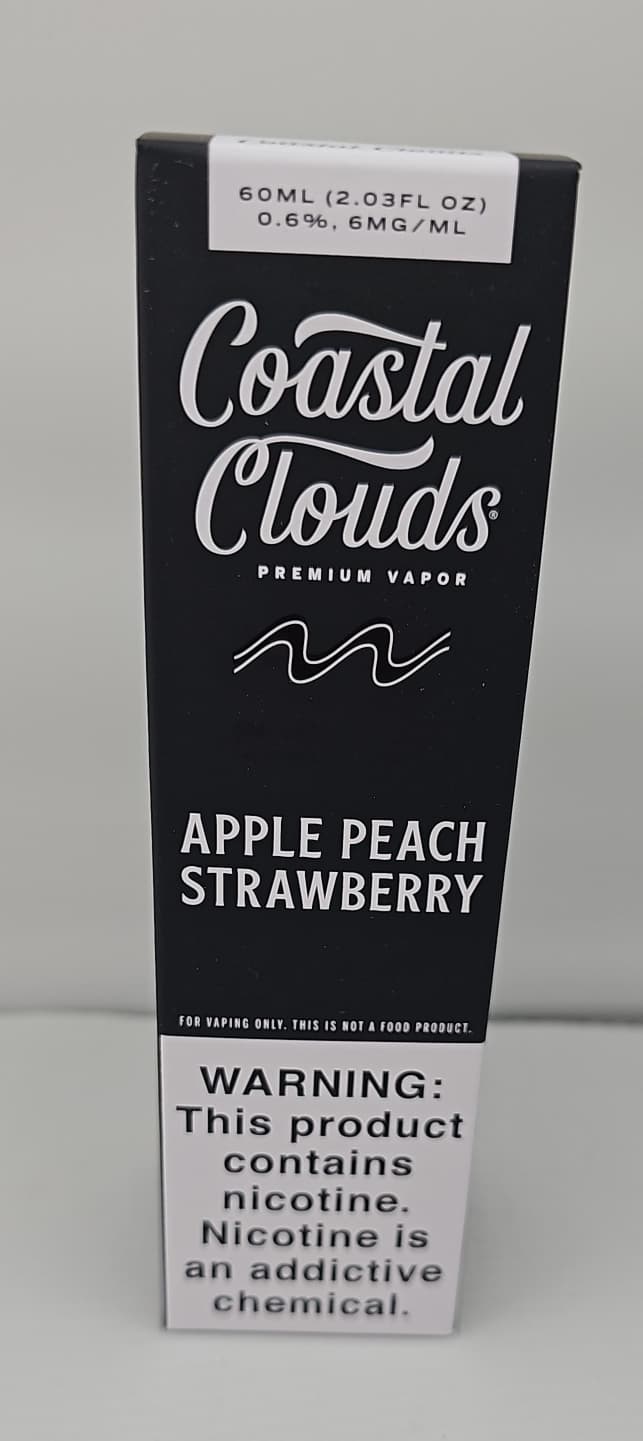 60ML (2.03FL OZ)
0.6%, 6MG/ML
Coastal
Clouds®
PREMIUM VAPOR
APPLE PEACH
STRAWBERRY
FOR VAPING ONLY. THIS IS NOT A FOOD PRODUCT.
WARNING:
This product
contains
nicotine.
Nicotine is
an addictive
chemical.